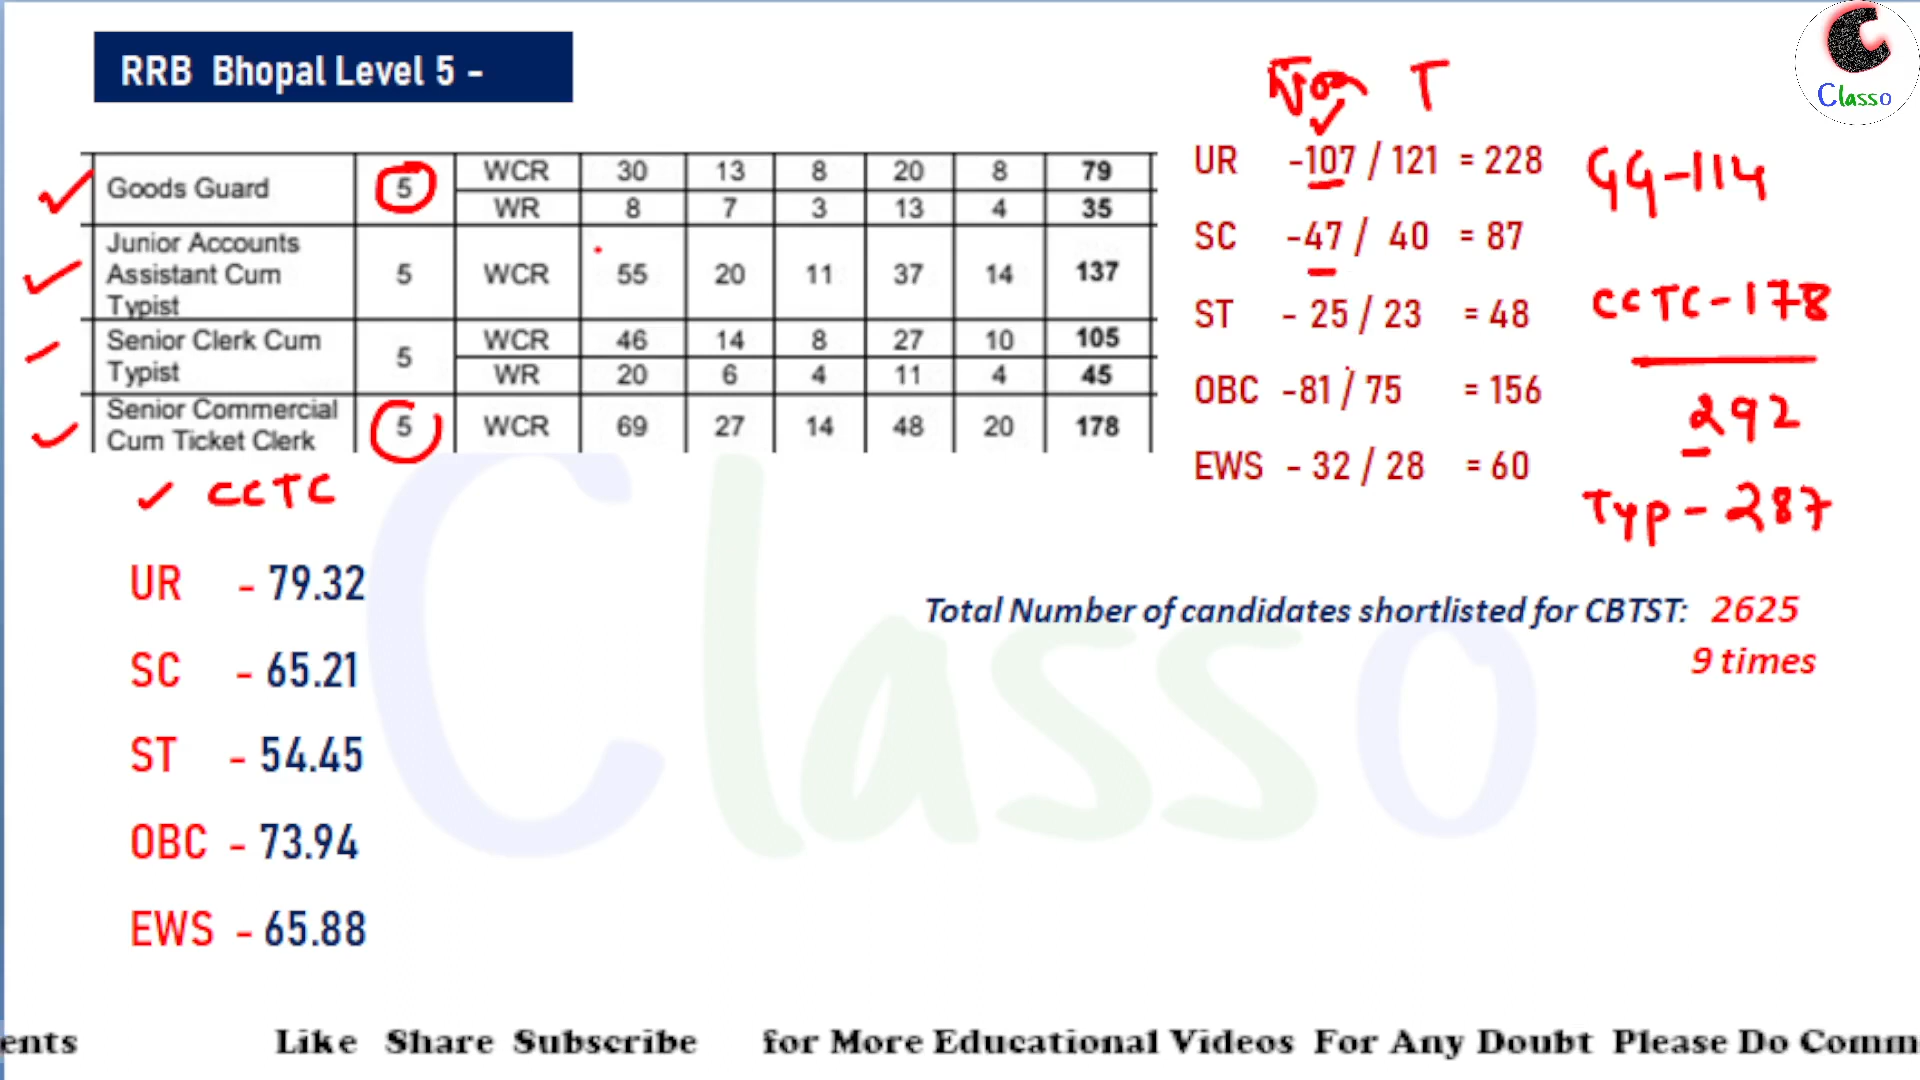 RRB Bhopal Level 5 -
C
Classo
Non T
Goods Guard 5 WCR 30 13 8 20 8 79
WR 8 7 3 13 4 35
Junior Accounts Assistant Cum Typist 5 WCR 55 20 11 37 14 137
Senior Clerk Cum Typist 5 WCR 46 14 8 27 10 105
WR 20 6 4 11 4 45
Senior Commercial Cum Ticket Clerk 5 WCR 69 27 14 48 20 178
UR -107 / 121 = 228
SC -47 / 40 = 87
ST - 25 / 23 = 48
OBC -81 / 75 = 156
EWS - 32 / 28 = 60
GG-114
CCTC-178
292
Typ-287
CCTC
UR - 79.32
SC - 65.21
ST - 54.45
OBC - 73.94
EWS - 65.88
Total Number of candidates shortlisted for CBTST: 2625
9 times
Classo
ents Like Share Subscribe for More Educational Videos For Any Doubt Please Do Comm